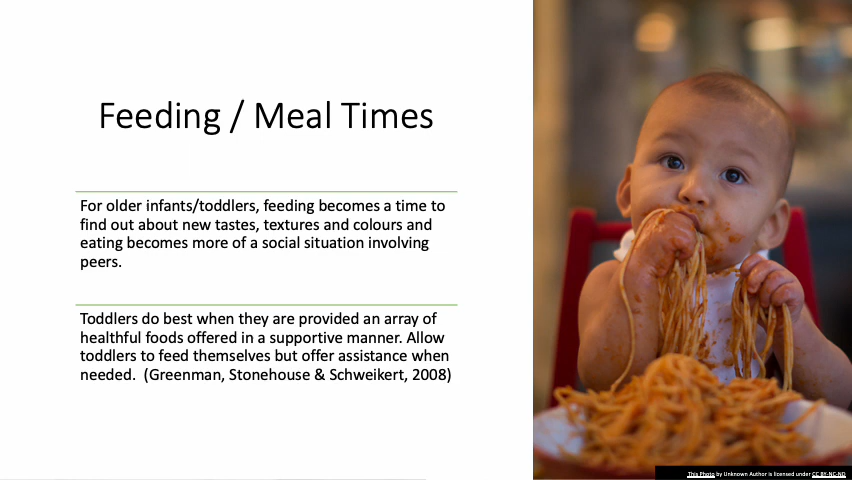 Feeding / Meal Times
For older infants/toddlers, feeding becomes a time to
find out about new tastes, textures and colours and
eating becomes more of a social situation involving
peers.
Toddlers do best when they are provided an array of
healthful foods offered in a supportive manner. Allow
toddlers to feed themselves but offer assistance when
needed.  (Greenman, Stonehouse & Schweikert, 2008)
This Photo by Unknown Author is licensed under CC BY-NC-ND